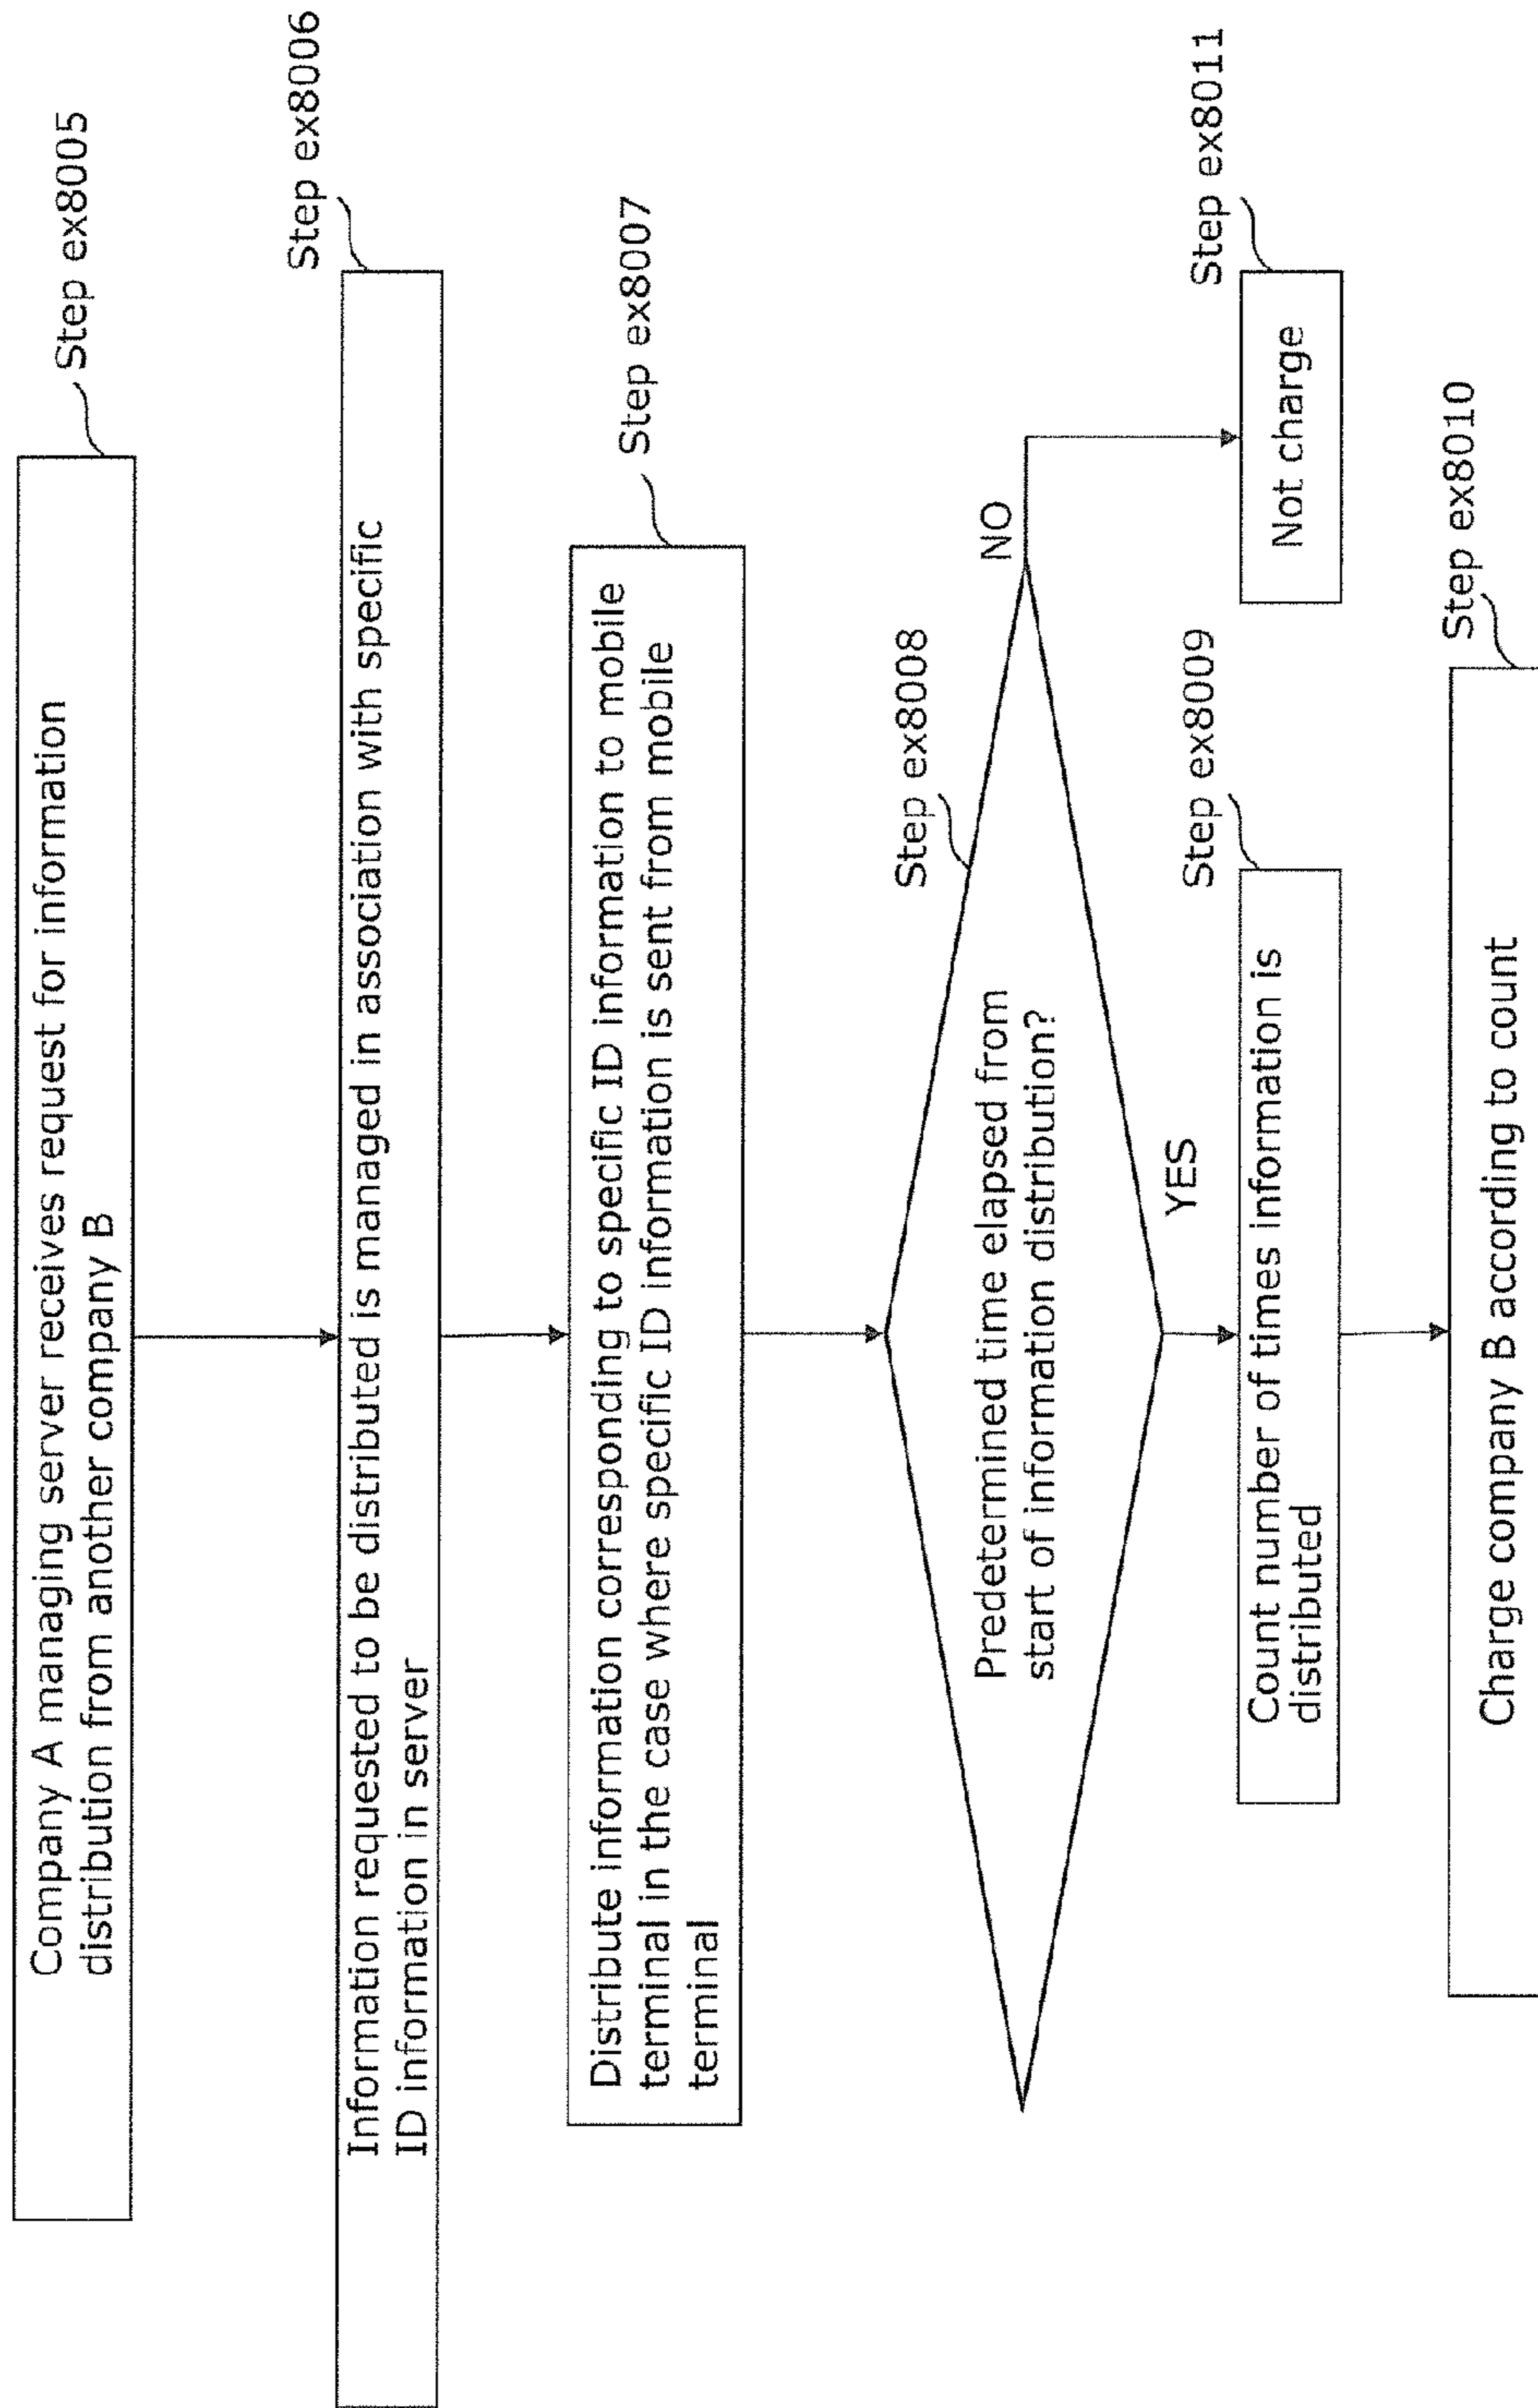 Step ex8005
Company A managing server receives request for information
distribution from another company B
Step ex8006
Information requested to be distributed is managed in association with specific
ID information in server
Step ex8007
Distribute information corresponding to specific ID information to mobile
terminal in the case where specific ID information is sent from mobile
terminal
Step ex8008
Predetermined time elapsed from
start of information distribution?
NO
YES
Step ex8009
Count number of times information is
distributed
Step ex8011
Not charge
Step ex8010
Charge company B according to count